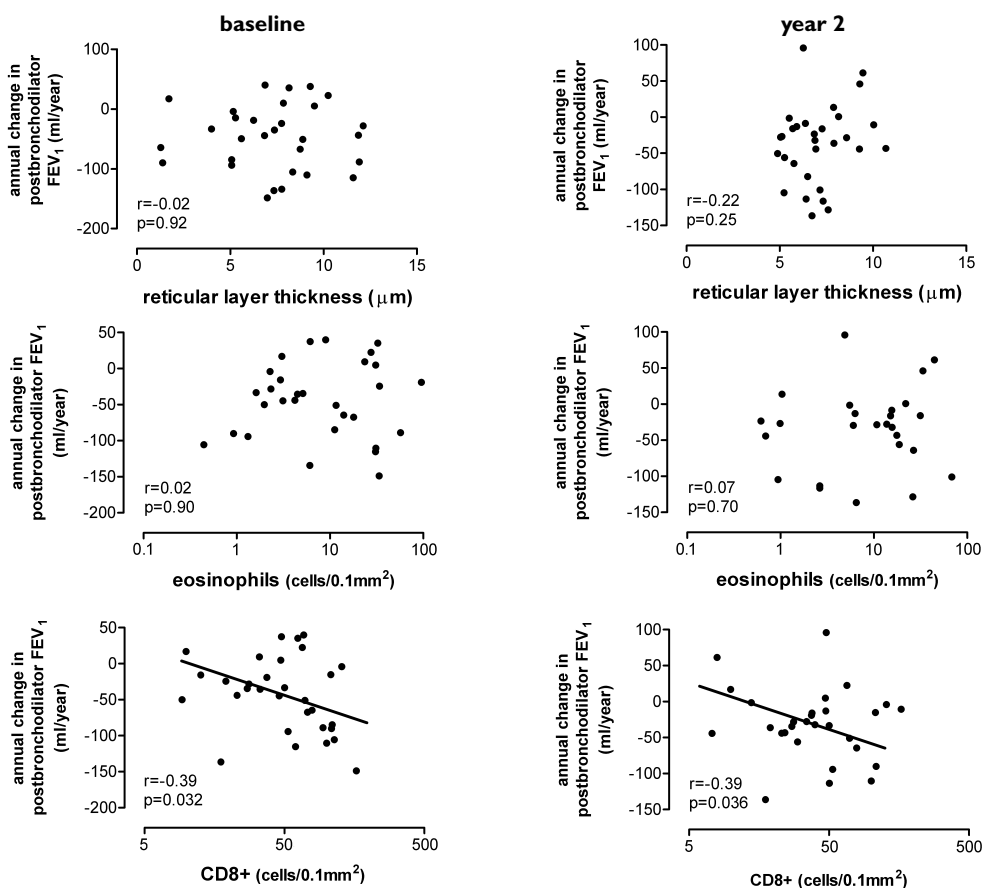 baseline
year 2
annual change in
postbronchodilator
FEV1 (ml/year)
100
0
-100
-200
r=-0.02
p=0.92
0
5
10
15
reticular layer thickness (μm)
annual change in
postbronchodilator
FEV1 (ml/year)
100
50
0
-50
-100
-150
r=-0.22
p=0.25
0
5
10
15
reticular layer thickness (μm)
annual change in
postbronchodilator FEV1
(ml/year)
50
0
-50
-100
-150
-200
r=0.02
p=0.90
0.1
1
10
100
eosinophils (cells/0.1mm²)
annual change in
postbronchodilator FEV1
(ml/year)
100
50
0
-50
-100
-150
r=0.07
p=0.70
0.1
1
10
100
eosinophils (cells/0.1mm²)
annual change in
postbronchodilator FEV1
(ml/year)
50
0
-50
-100
-150
-200
r=-0.39
p=0.032
5
50
500
CD8+ (cells/0.1mm²)
annual change in
postbronchodilator FEV1
(ml/year)
100
50
0
-50
-100
-150
r=-0.39
p=0.036
5
50
500
CD8+ (cells/0.1mm²)